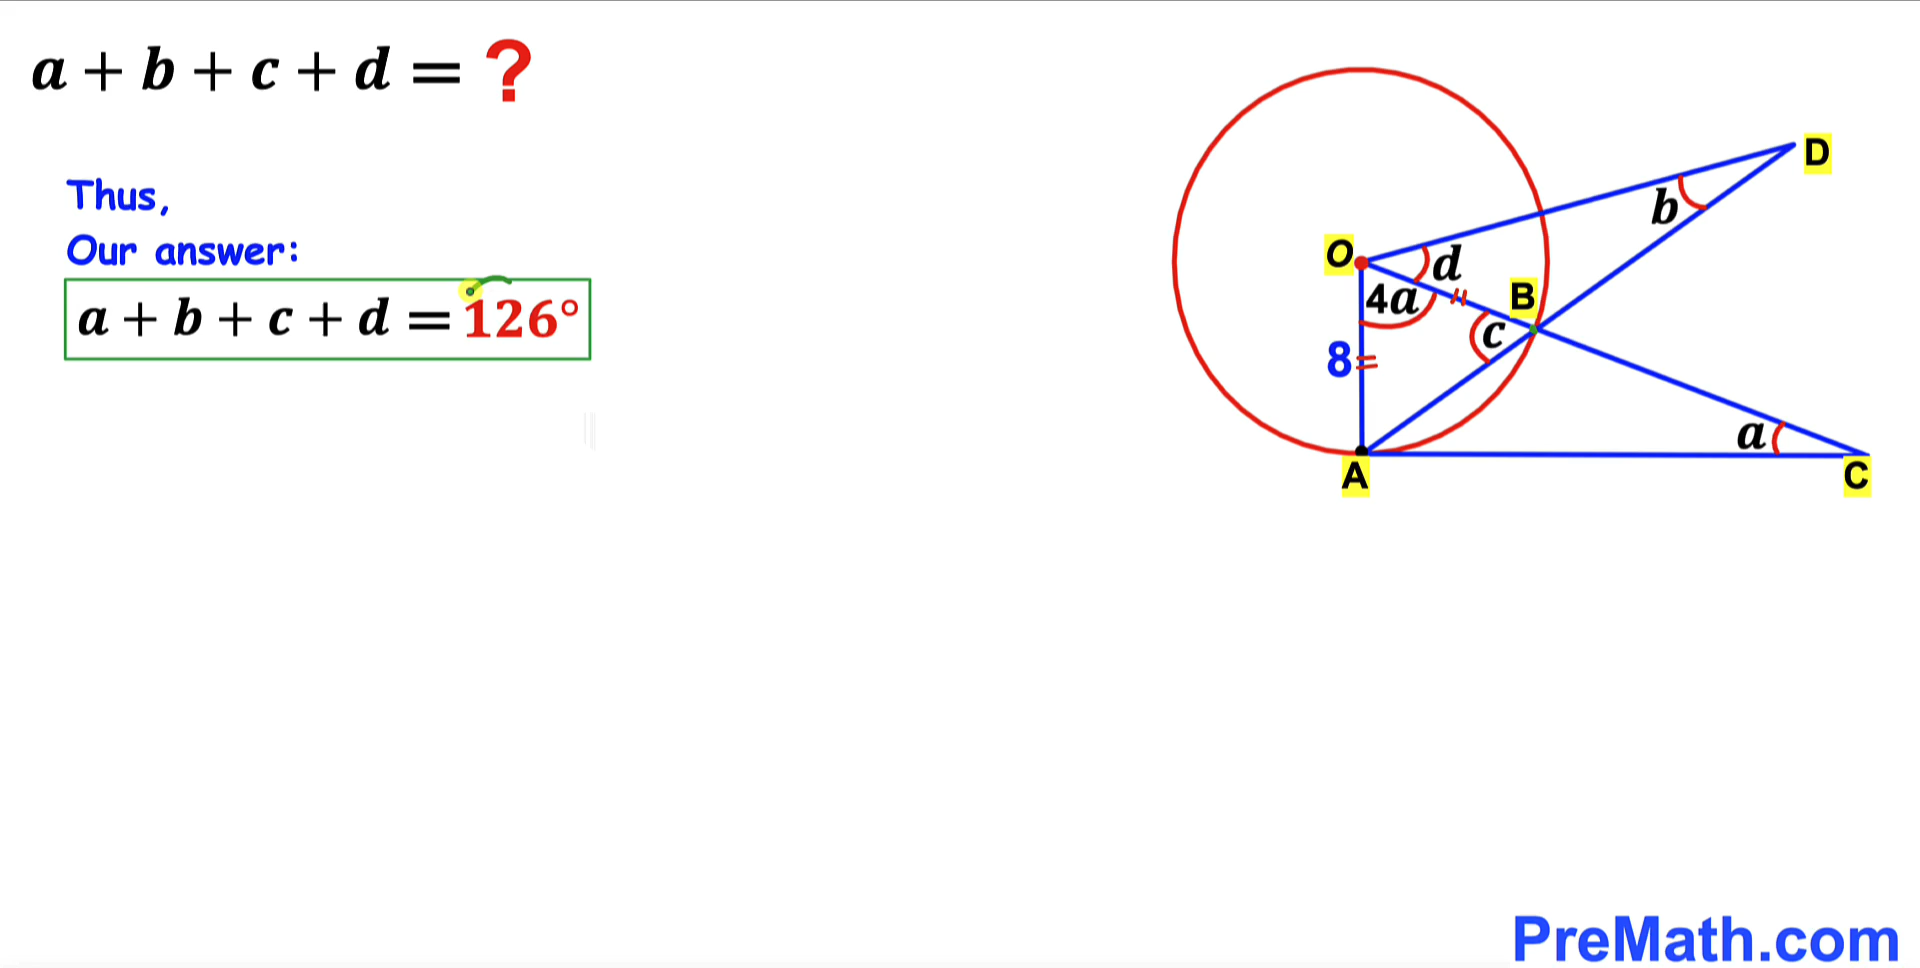 a + b + c + d = ?
Thus,
Our answer:
a + b + c + d = 126°
D
b
O
d
B
4a
c
8
a
A
C
PreMath.com